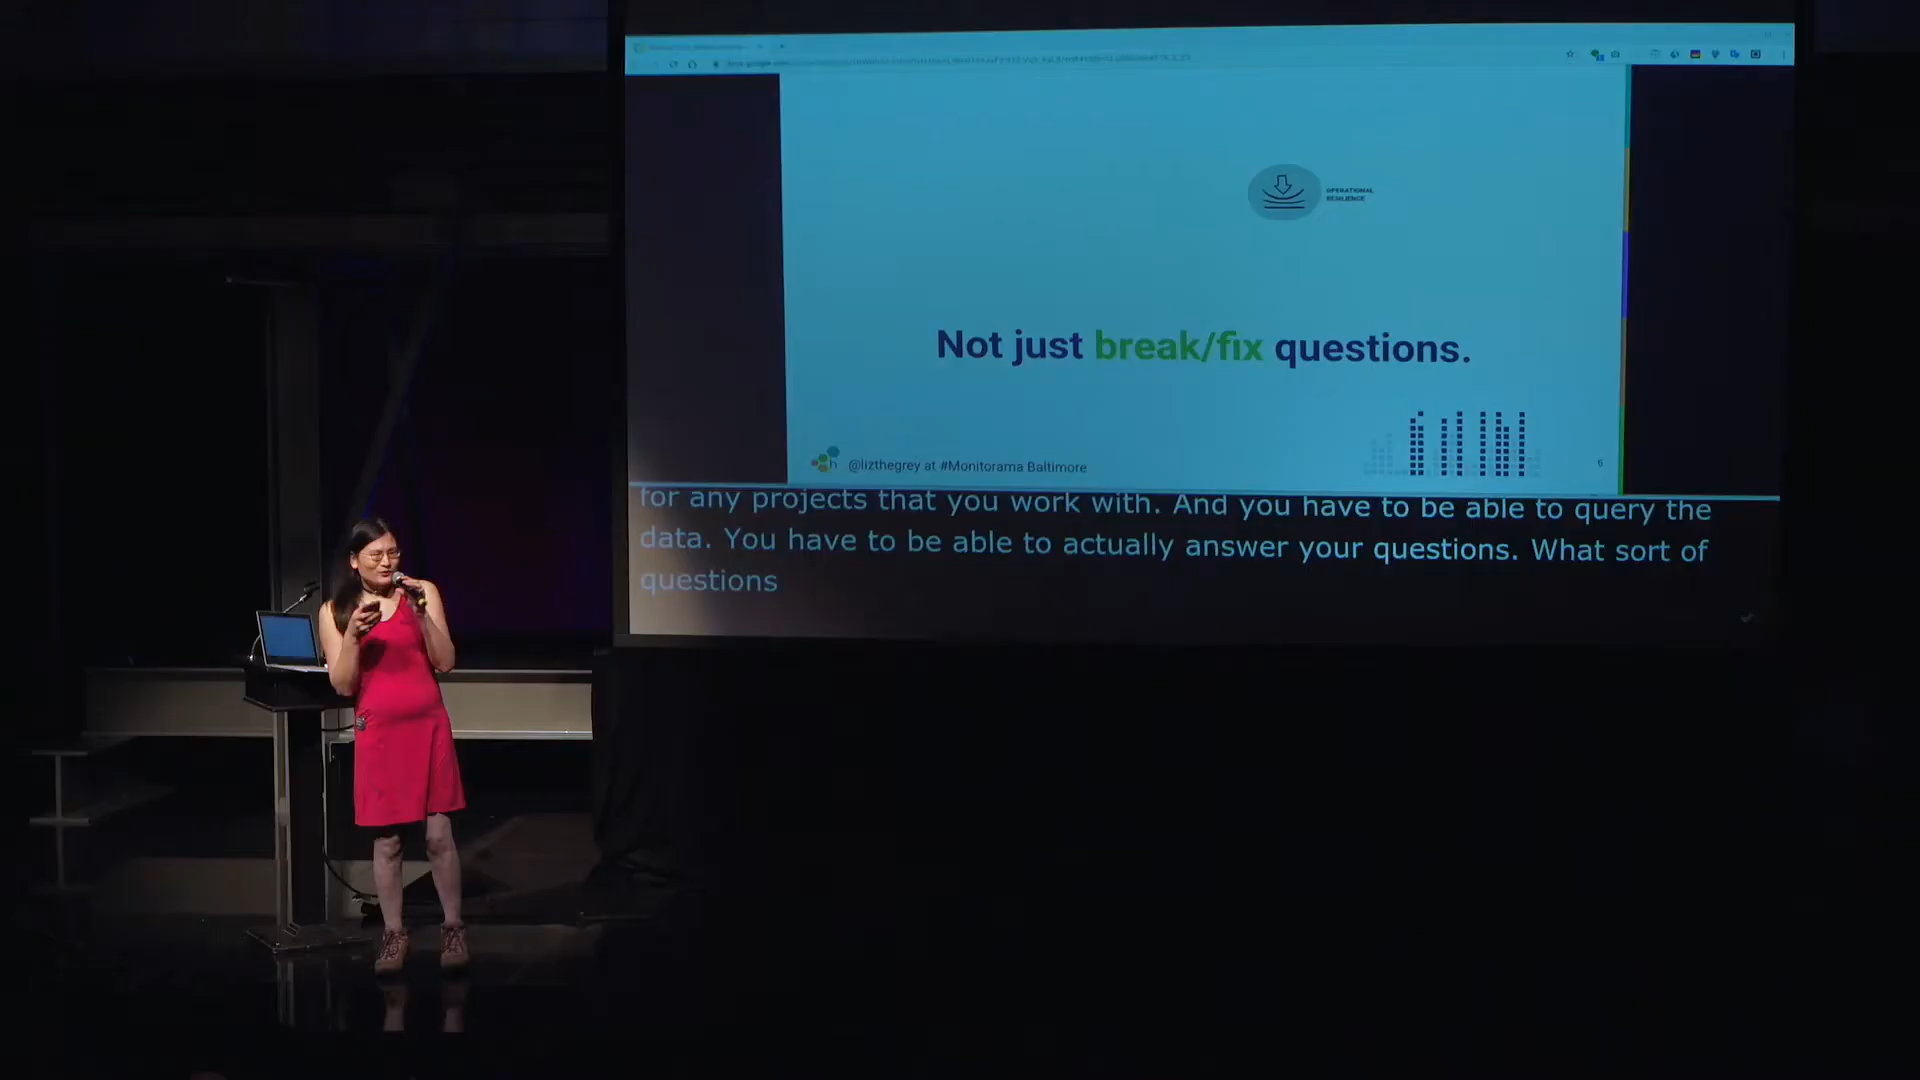 OPERATIONAL
RESILIENCE
Not just break/fix questions.
h
@lizthegrey at #Monitorama Baltimore
6
for any projects that you work with. And you have to be able to query the
data. You have to be able to actually answer your questions. What sort of
questions